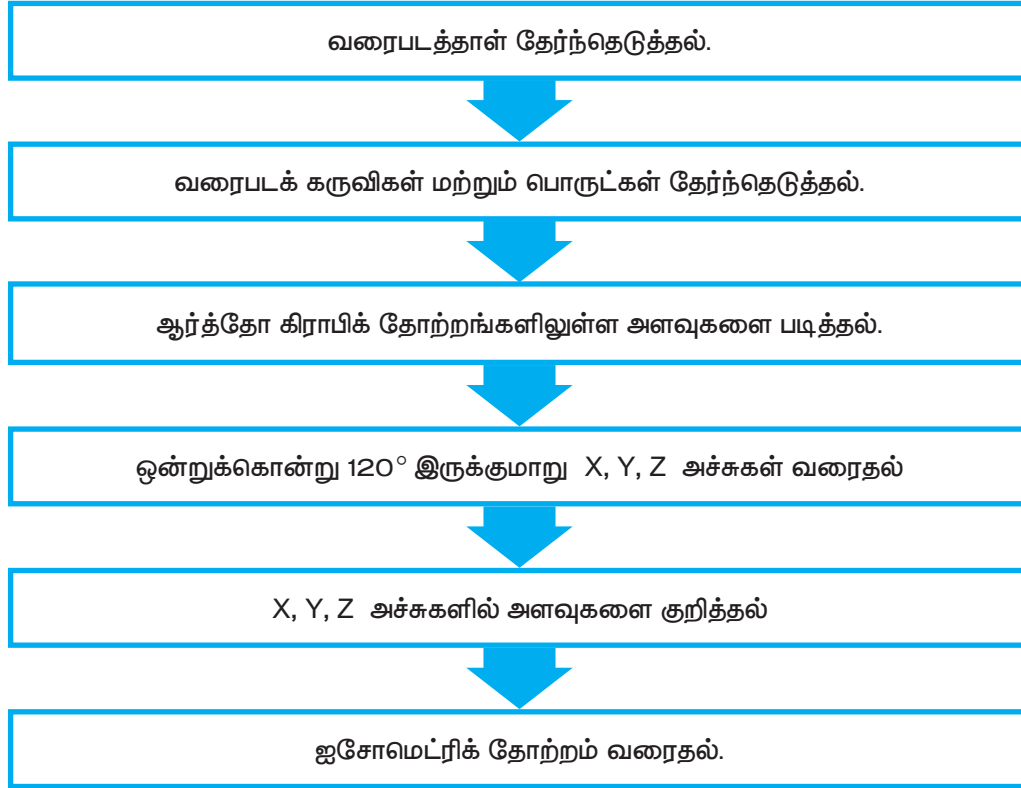 வரைபடத்தாள் தேர்ந்தெடுத்தல்.
வரைபடக் கருவிகள் மற்றும் பொருட்கள் தேர்ந்தெடுத்தல்.
ஆர்த்தோ கிராபிக் தோற்றங்களிலுள்ள அளவுகளை படித்தல்.
ஒன்றுக்கொன்று 120° இருக்குமாறு X, Y, Z அச்சுகள் வரைதல்
X, Y, Z அச்சுகளில் அளவுகளை குறித்தல்
ஐசோமெட்ரிக் தோற்றம் வரைதல்.